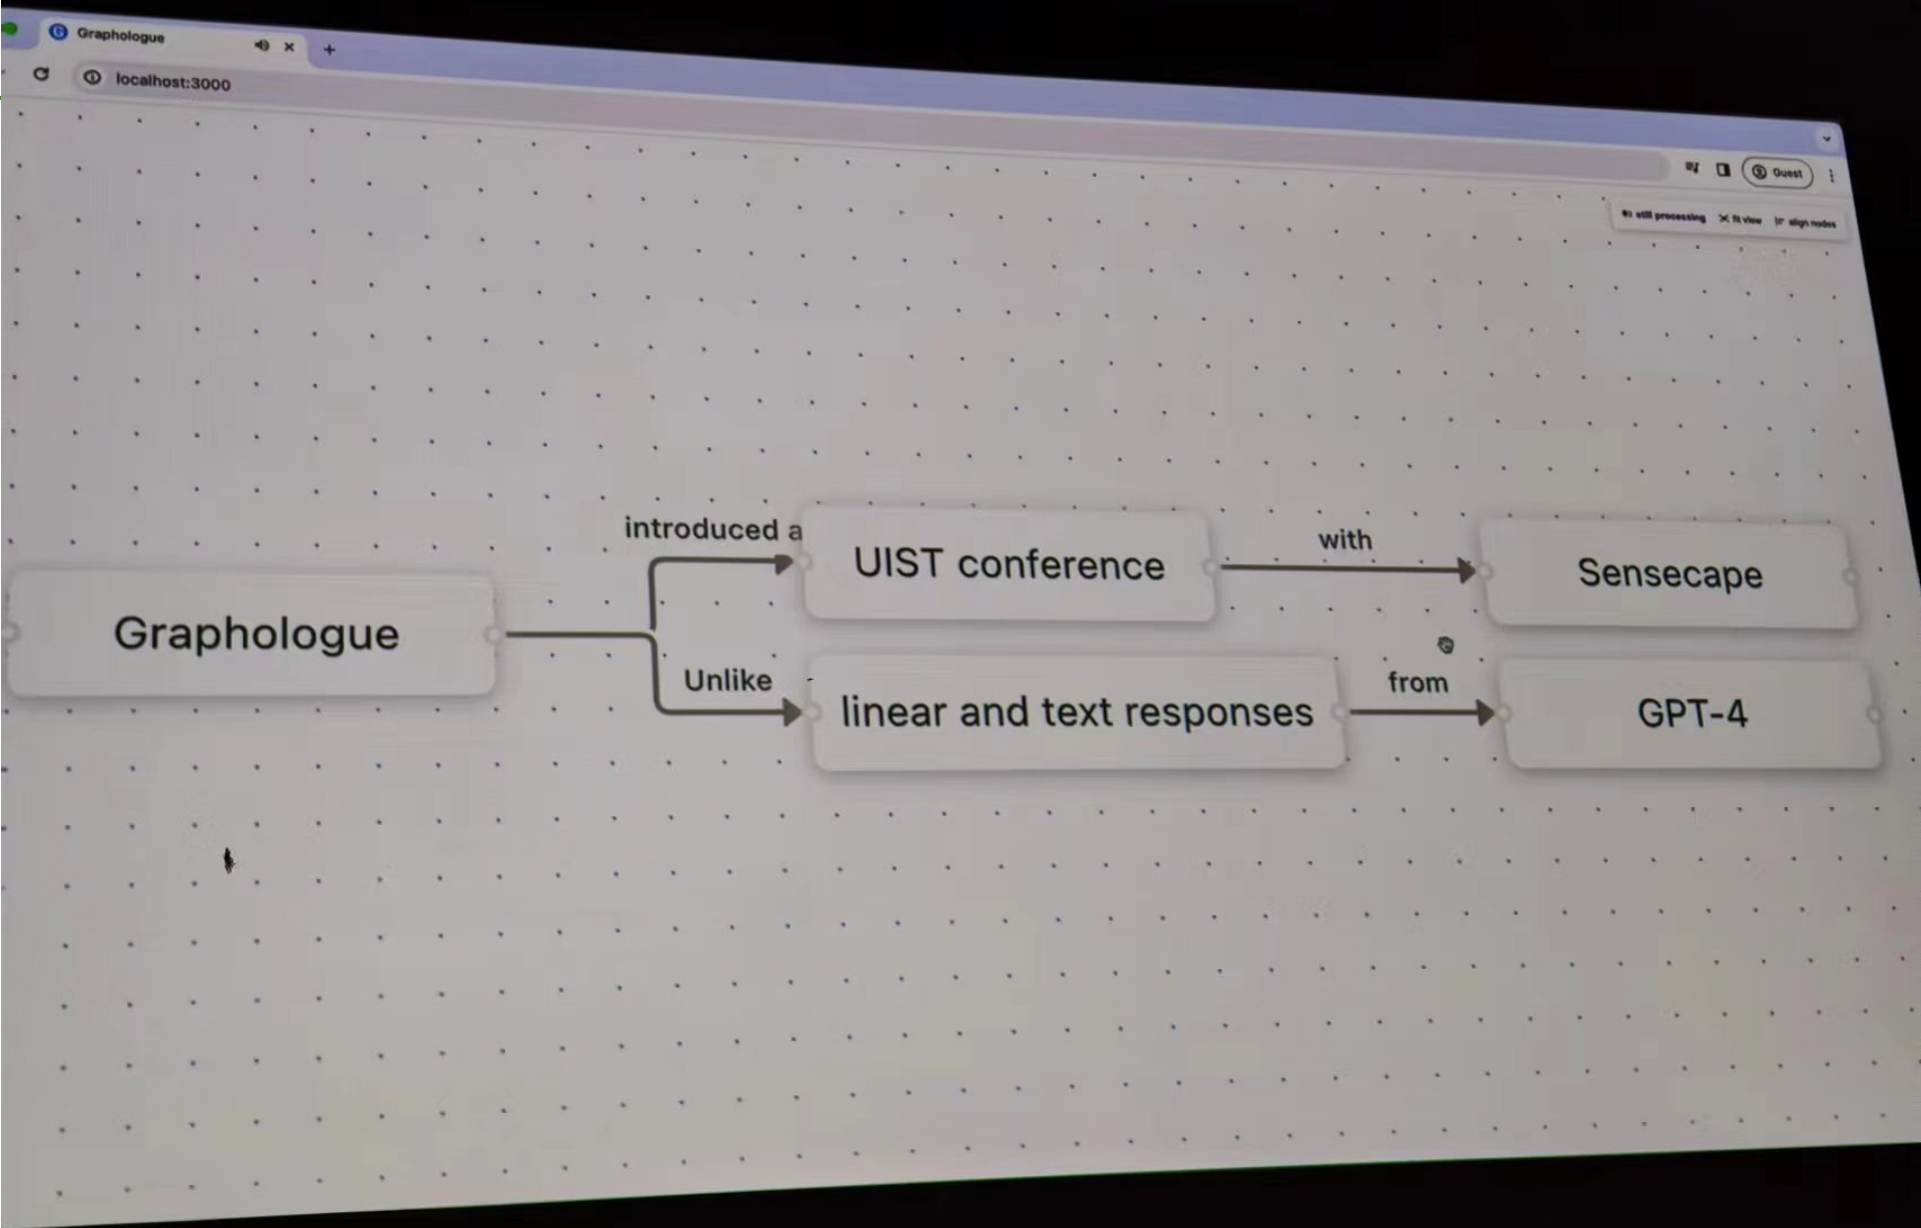 Graphologue
localhost:3000
Guest
still processing fit view align nodes
introduced a
UIST conference
with
Sensecape
Graphologue
Unlike
linear and text responses
from
GPT-4